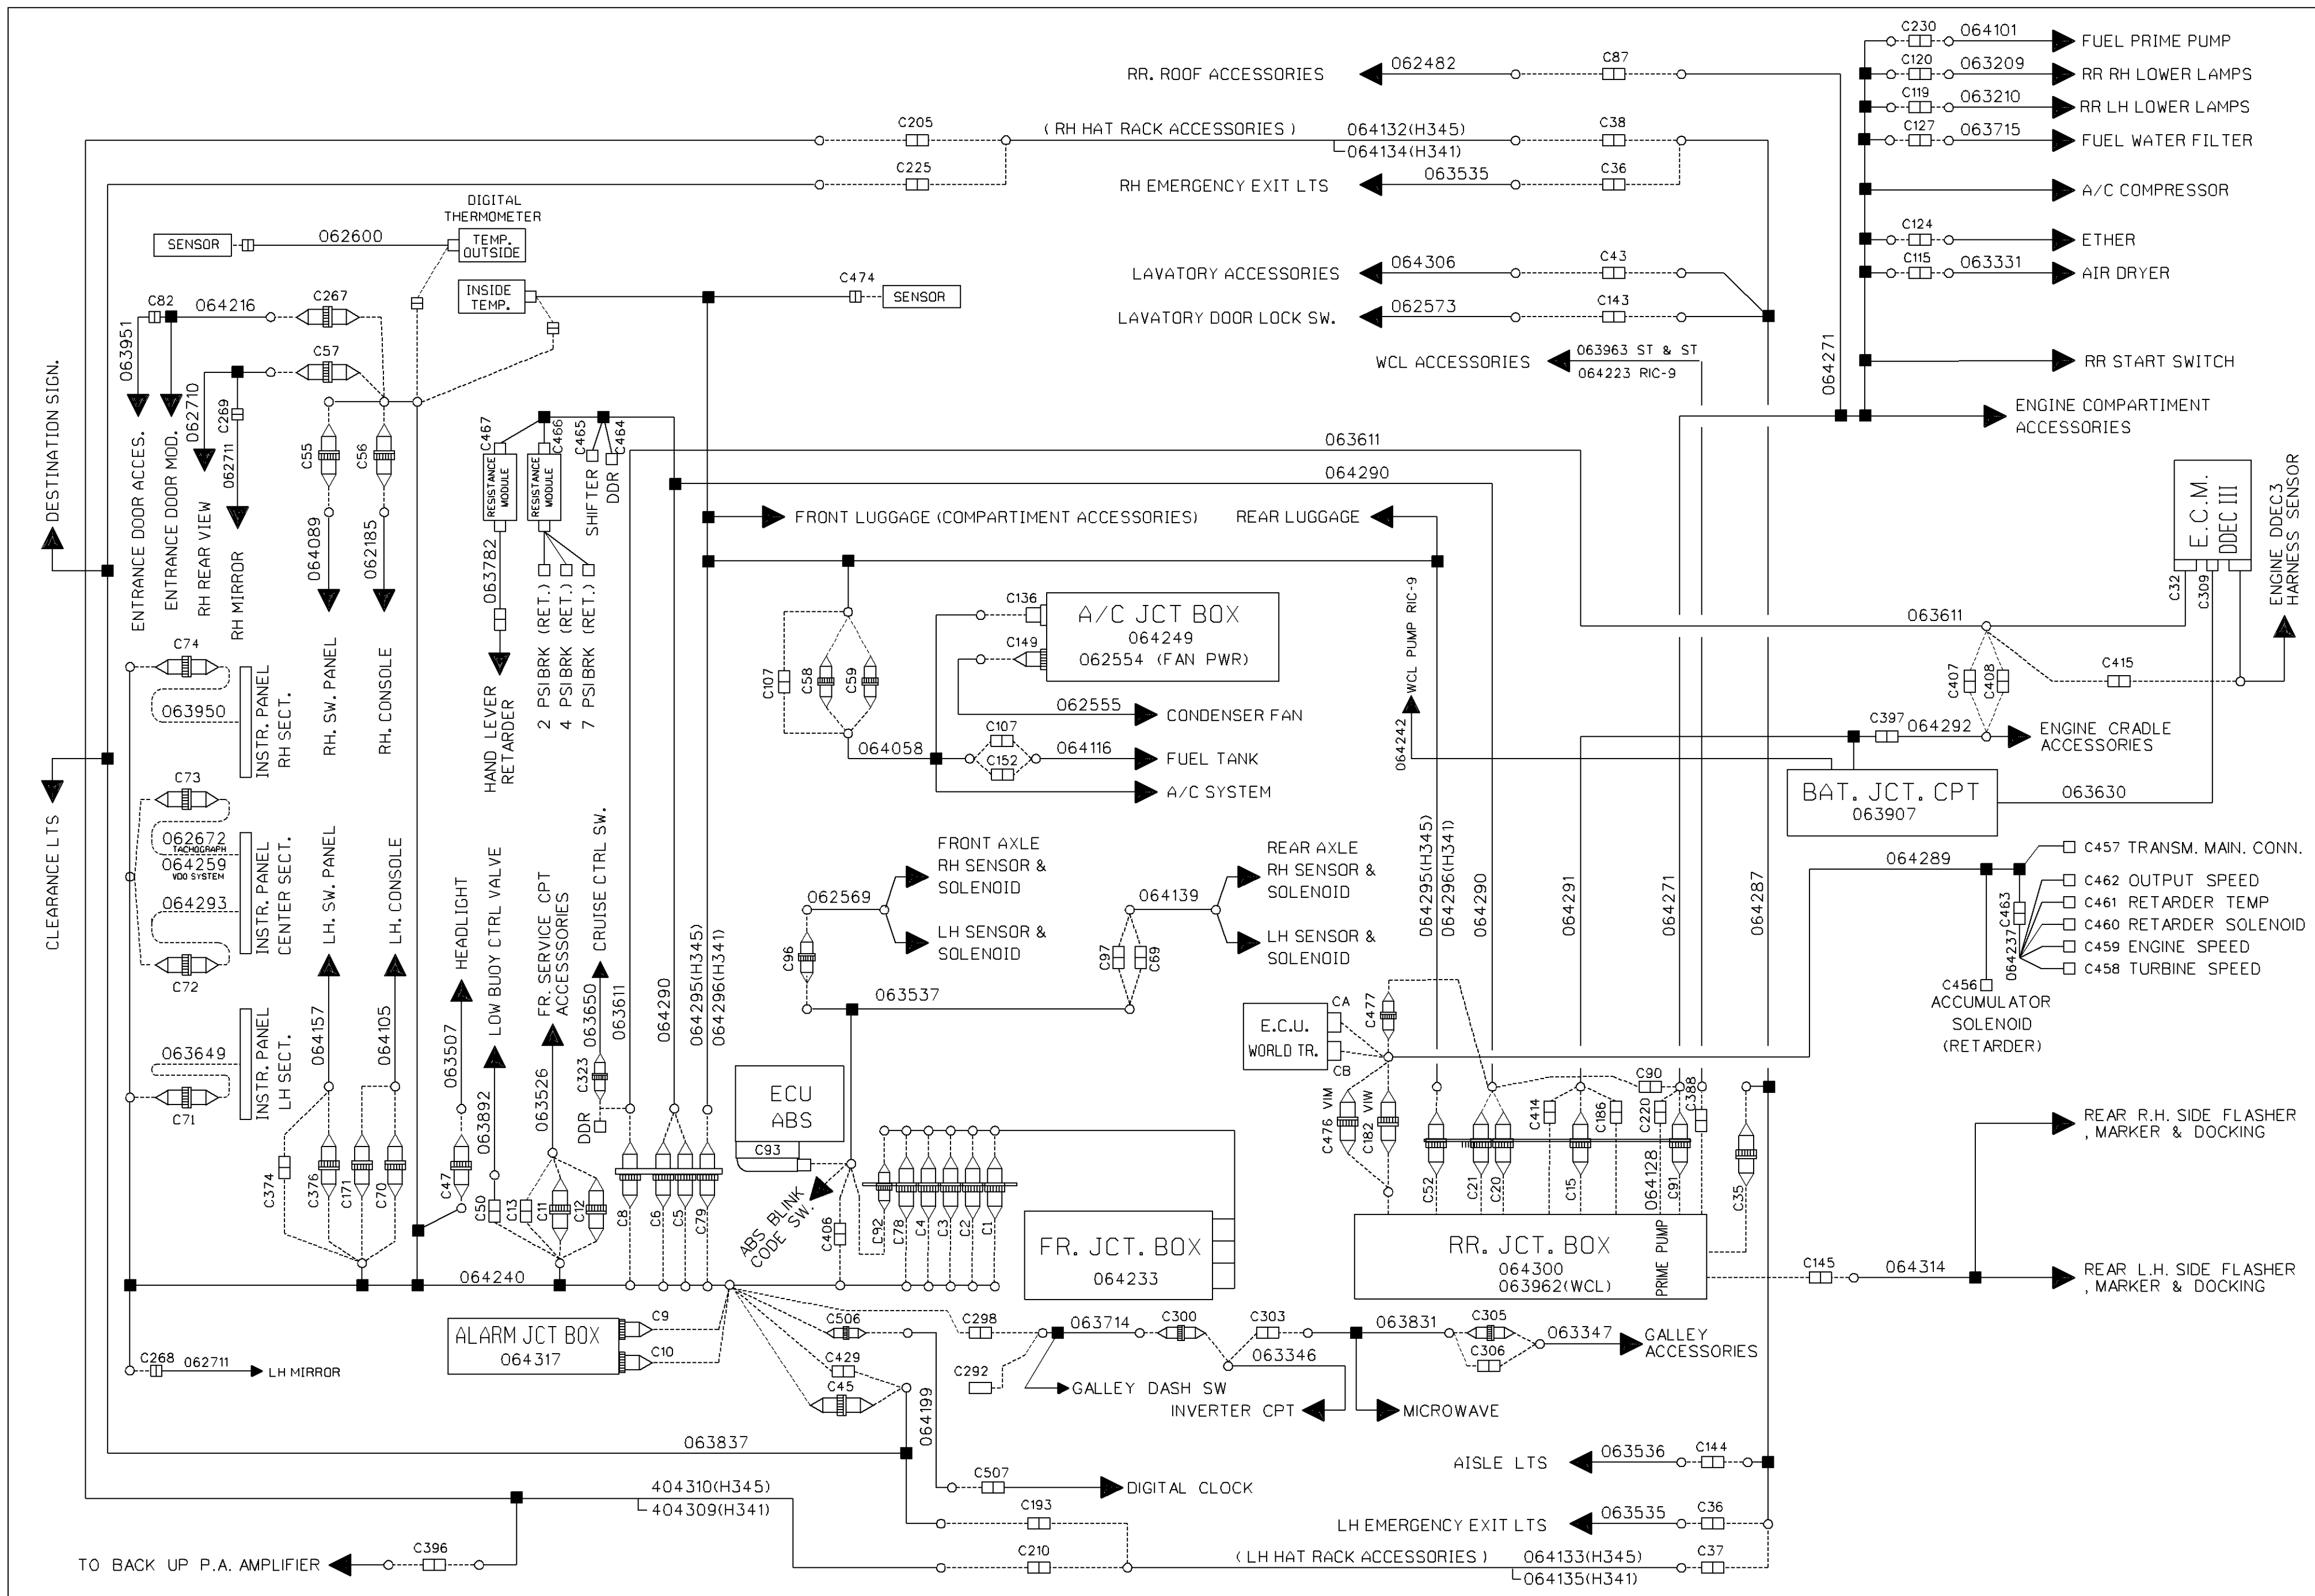 C230
064101
FUEL PRIME PUMP
C120
063209
RR RH LOWER LAMPS
C119
063210
RR LH LOWER LAMPS
C127
063715
FUEL WATER FILTER
A/C COMPRESSOR
C124
ETHER
C115
063331
AIR DRYER
RR START SWITCH
064271
ENGINE COMPARTMENT
ACCESSORIES
RR. ROOF ACCESSORIES
062482
C87
C205
( RH HAT RACK ACCESSORIES )
064132(H345)
064134(H341)
C38
C225
RH EMERGENCY EXIT LTS
063535
C36
LAVATORY ACCESSORIES
064306
C43
LAVATORY DOOR LOCK SW.
062573
C143
WCL ACCESSORIES
063963 ST & ST
064223 RIC-9
DIGITAL
THERMOMETER
SENSOR
062600
TEMP.
OUTSIDE
INSIDE
TEMP.
C474
SENSOR
C82
064216
C267
063951
C57
062710
C269
062711
DESTINATION SIGN.
ENTRANCE DOOR ACCES.
ENTRANCE DOOR MOD.
RH REAR VIEW
RH MIRROR
C55
C56
064089
062185
RH. SW. PANEL
RH. CONSOLE
C467
C466
C465
C464
RESISTANCE
MODULE
RESISTANCE
MODULE
SHIFTER
DDR
063782
HAND LEVER
RETARDER
2 PSI BRK (RET.)
4 PSI BRK (RET.)
7 PSI BRK (RET.)
063611
064290
FRONT LUGGAGE (COMPARTMENT ACCESSORIES)
REAR LUGGAGE
E.C.M.
DDEC III
C32
C309
ENGINE DDEC3
HARNESS SENSOR
063611
C407
C408
C415
C397
064292
ENGINE CRADLE
ACCESSORIES
BAT. JCT. CPT
063907
063630
WCL PUMP RIC-9
064242
C136
C149
A/C JCT BOX
064249
062554 (FAN PWR)
C107
C58
C59
062555
CONDENSER FAN
064058
C107
C152
064116
FUEL TANK
A/C SYSTEM
C74
063950
INSTR. PANEL
RH SECT.
CLEARANCE LTS
C73
062672
TACHOGRAPH
064259
VDO SYSTEM
064293
C72
INSTR. PANEL
CENTER SECT.
063649
C71
INSTR. PANEL
LH SECT.
LH. SW. PANEL
LH. CONSOLE
064157
064105
C374
C376
C171
C70
HEADLIGHT
063507
C47
LOW BUOY CTRL VALVE
063892
C50
FR. SERVICE CPT
ACCESSSORIES
063526
C13
C11
C12
CRUISE CTRL SW.
063650
C323
DDR
063611
064290
064295(H345)
064296(H341)
C8
C6
C5
C79
FRONT AXLE
RH SENSOR &
SOLENOID
LH SENSOR &
SOLENOID
062569
C96
REAR AXLE
RH SENSOR &
SOLENOID
LH SENSOR &
SOLENOID
064139
C97
C69
063537
ECU
ABS
C93
ABS BLINK
CODE SW.
C406
C92
C78
C4
C3
C2
C1
FR. JCT. BOX
064233
064295(H345)
064296(H341)
064290
064291
064271
064287
E.C.U.
WORLD TR.
CA
CB
C477
C476 VIM
C182 VIW
C52
C21
C20
C414
C15
C186
C90
C220
C388
064128
C91
C35
RR. JCT. BOX
064300
063962(WCL)
PRIME PUMP
064289
C457 TRANSM. MAIN. CONN.
C462 OUTPUT SPEED
C461 RETARDER TEMP
C460 RETARDER SOLENOID
C459 ENGINE SPEED
C458 TURBINE SPEED
C463
064237
C456
ACCUMULATOR
SOLENOID
(RETARDER)
REAR R.H. SIDE FLASHER
, MARKER & DOCKING
C145
064314
REAR L.H. SIDE FLASHER
, MARKER & DOCKING
064240
ALARM JCT BOX
064317
C9
C10
C268
062711
LH MIRROR
C506
C429
C45
064199
C298
C292
063714
C300
C303
063346
063831
C305
C306
063347
GALLEY
ACCESSORIES
GALLEY DASH SW
INVERTER CPT
MICROWAVE
063837
C507
DIGITAL CLOCK
AISLE LTS
063536
C144
404310(H345)
404309(H341)
C193
LH EMERGENCY EXIT LTS
063535
C36
TO BACK UP P.A. AMPLIFIER
C396
C210
( LH HAT RACK ACCESSORIES )
064133(H345)
064135(H341)
C37